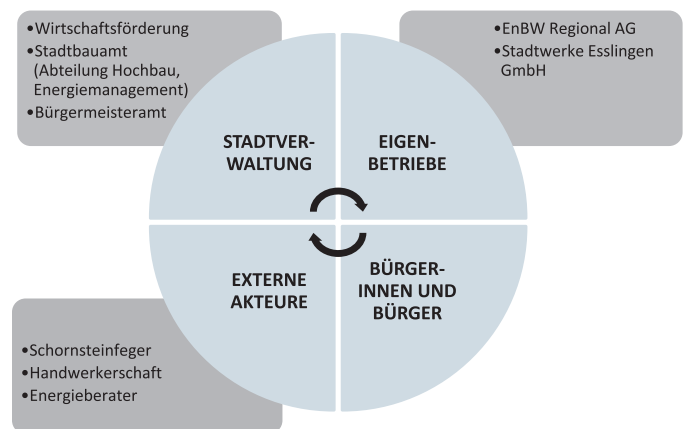 •Wirtschaftsförderung
•Stadtbauamt
(Abteilung Hochbau,
Energiemanagement)
•Bürgermeisteramt
•EnBW Regional AG
•Stadtwerke Esslingen
GmbH
STADTVER-
WALTUNG
EIGEN-
BETRIEBE
EXTERNE
AKTEURE
BÜRGER-
INNEN UND
BÜRGER
•Schornsteinfeger
•Handwerkerschaft
•Energieberater